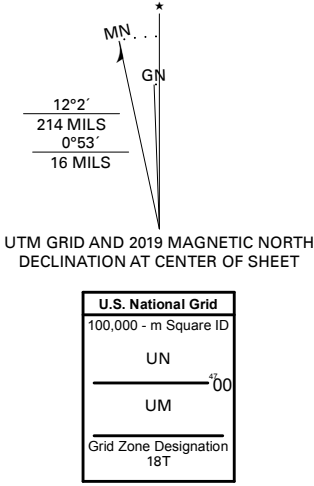 ★
MN
GN
12°2´
214 MILS
0°53´
16 MILS
UTM GRID AND 2019 MAGNETIC NORTH
DECLINATION AT CENTER OF SHEET
U.S. National Grid
100,000 - m Square ID
UN
4700
UM
Grid Zone Designation
18T